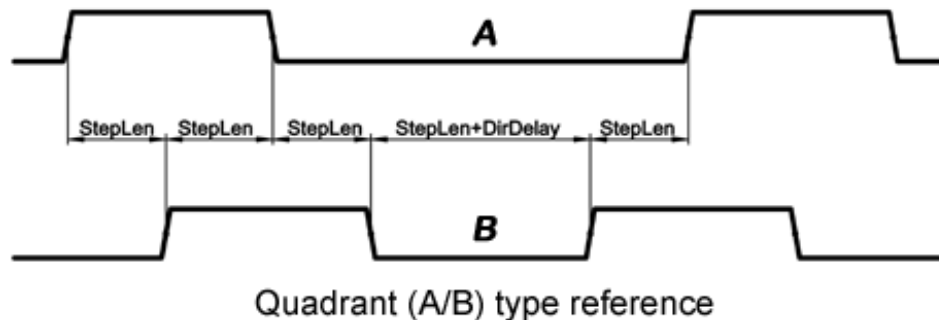 A
StepLen StepLen StepLen StepLen+DirDelay StepLen
B
Quadrant (A/B) type reference